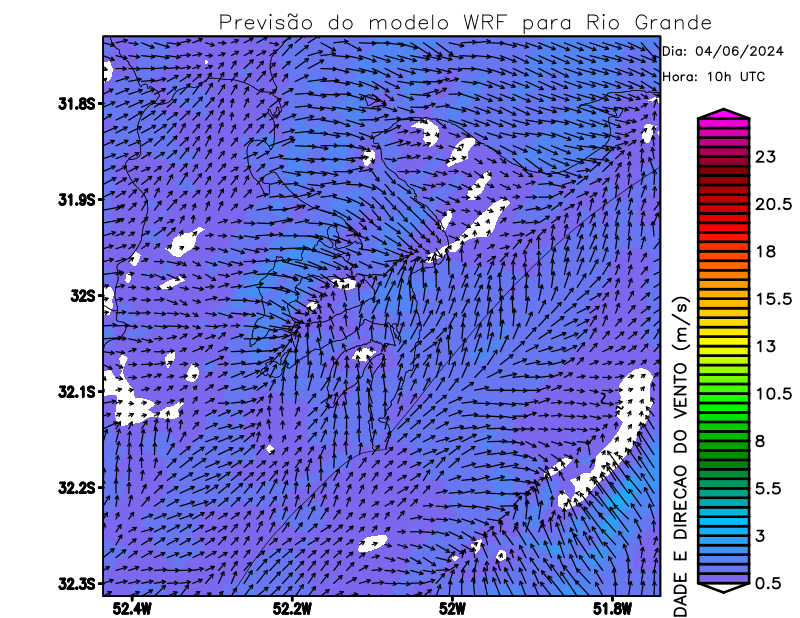 Previsão do modelo WRF para Rio Grande
Dia: 04/06/2024
Hora: 10h UTC
31.8S
31.9S
32S
32.1S
32.2S
32.3S
52.4W
52.2W
52W
51.8W
23
20.5
18
15.5
13
10.5
8
5.5
3
0.5
DADE E DIRECAO DO VENTO (m/s)